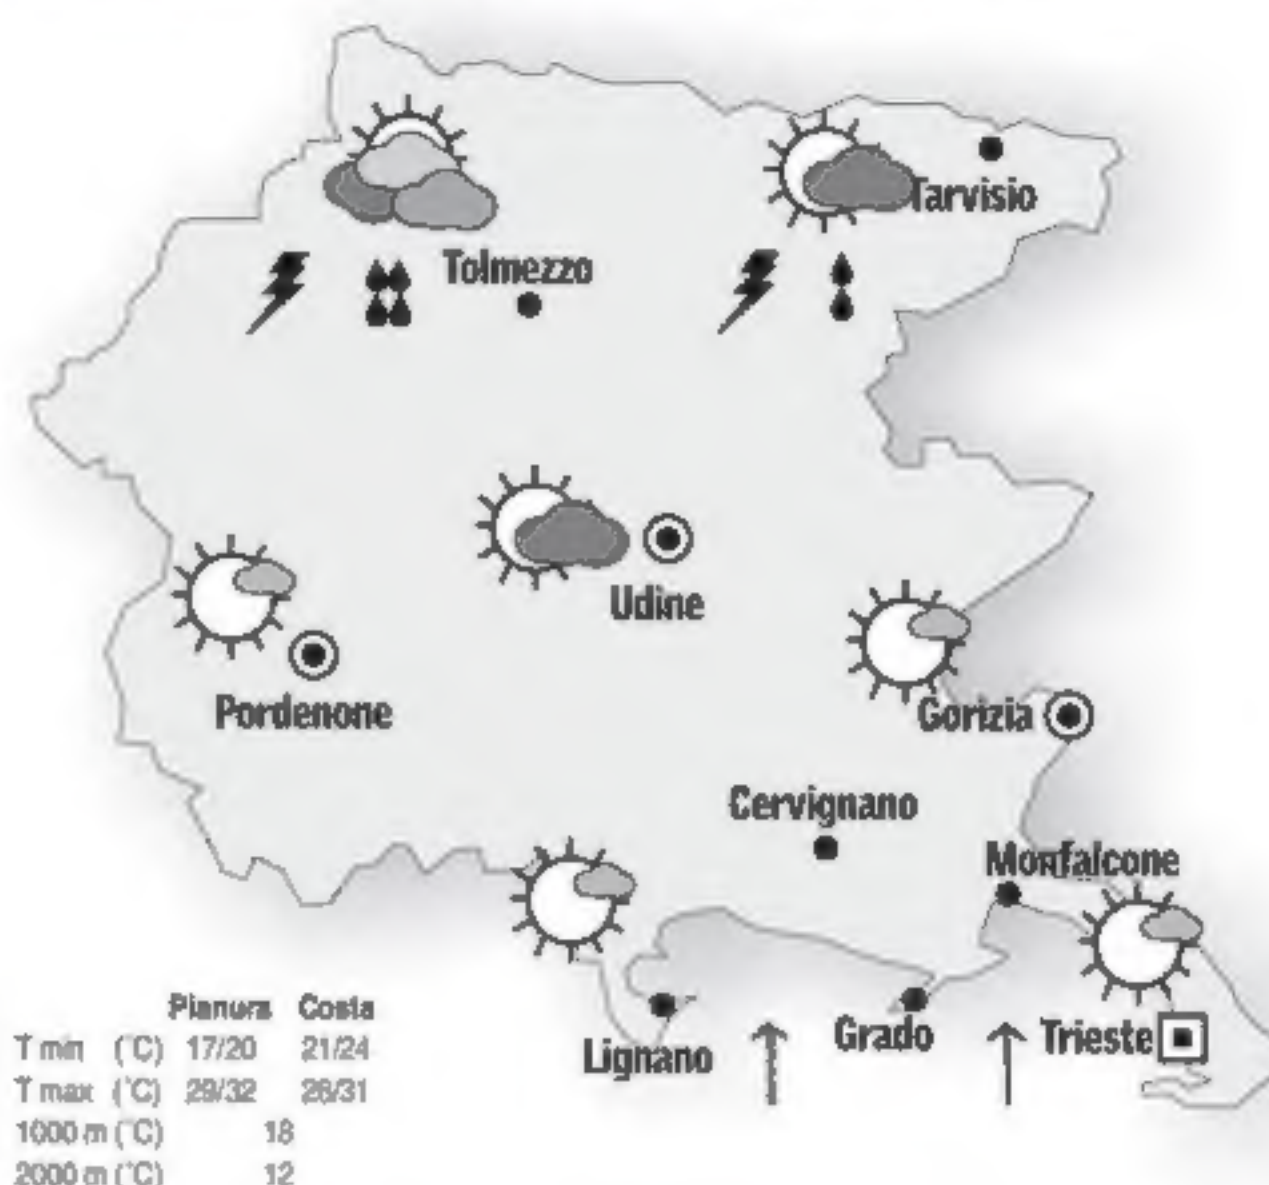 Tarvisio
Tolmezzo
Udine
Pordenone
Gorizia
Cervignano
Monfalcone
Lignano
Grado
Trieste
Pianura Costa
T min (°C) 17/20 21/24
T max (°C) 29/32 28/31
1000 m (°C) 18
2000 m (°C) 12